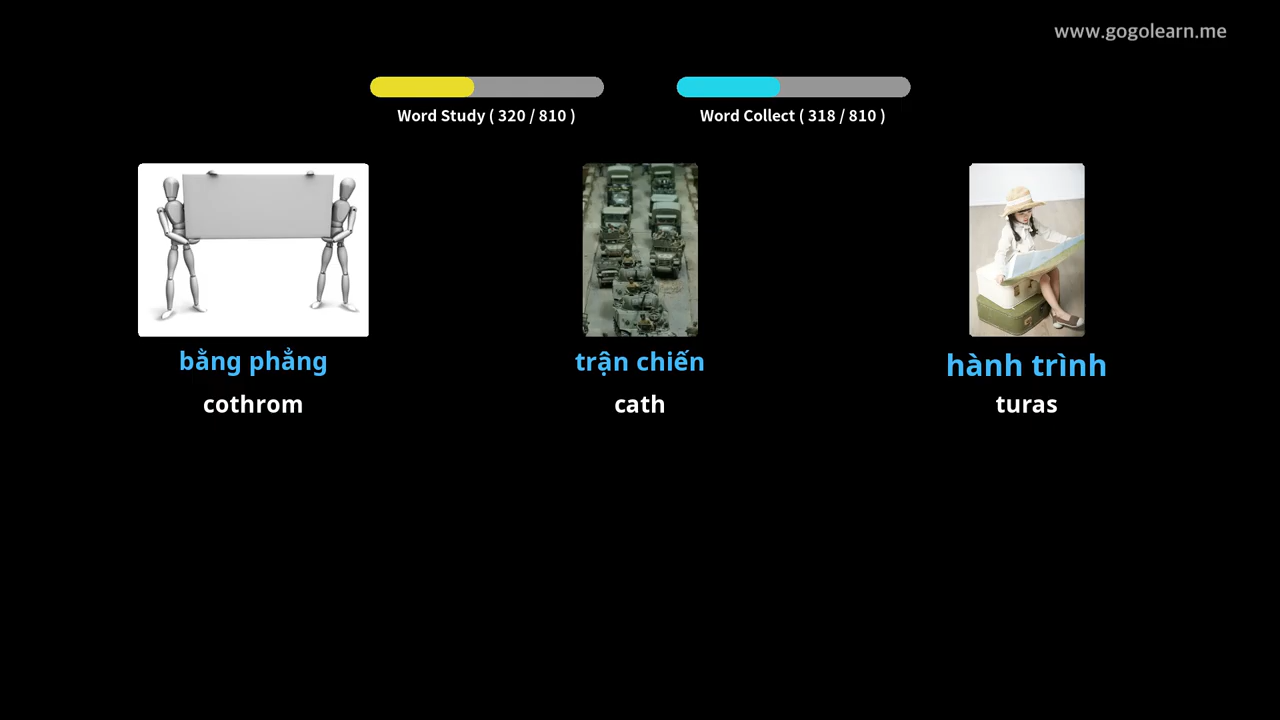 www.gogolearn.me
Word Study ( 320 / 810 )
Word Collect ( 318 / 810 )
bằng phẳng
trận chiến
hành trình
cothrom
cath
turas